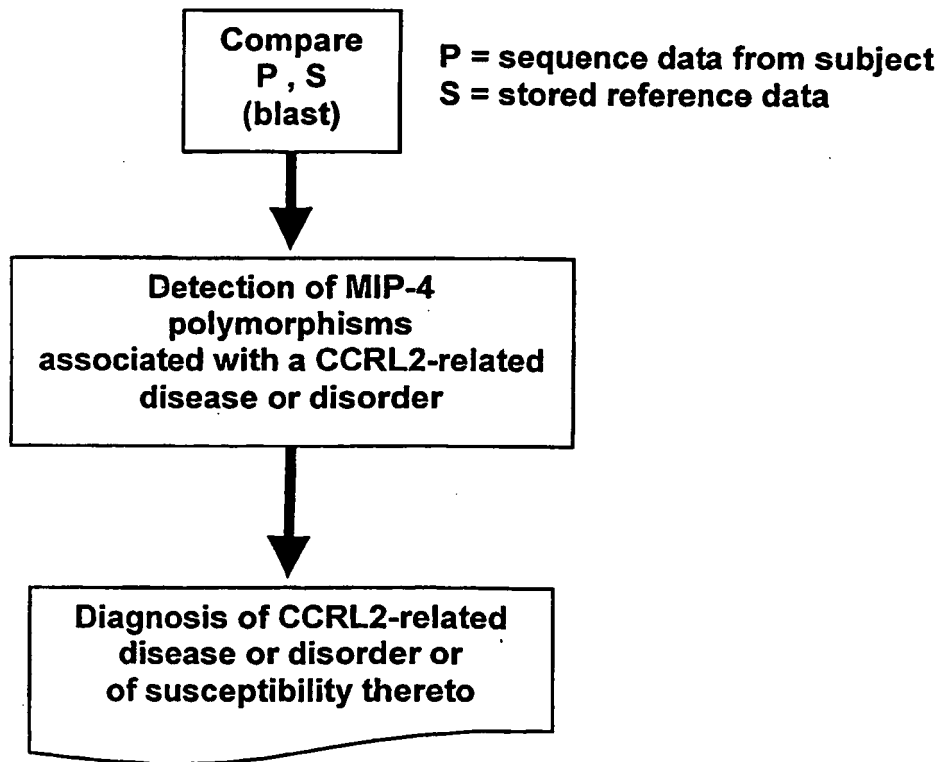 Compare
P , S
(blast)
P = sequence data from subject
S = stored reference data
Detection of MIP-4
polymorphisms
associated with a CCRL2-related
disease or disorder
Diagnosis of CCRL2-related
disease or disorder or
of susceptibility thereto